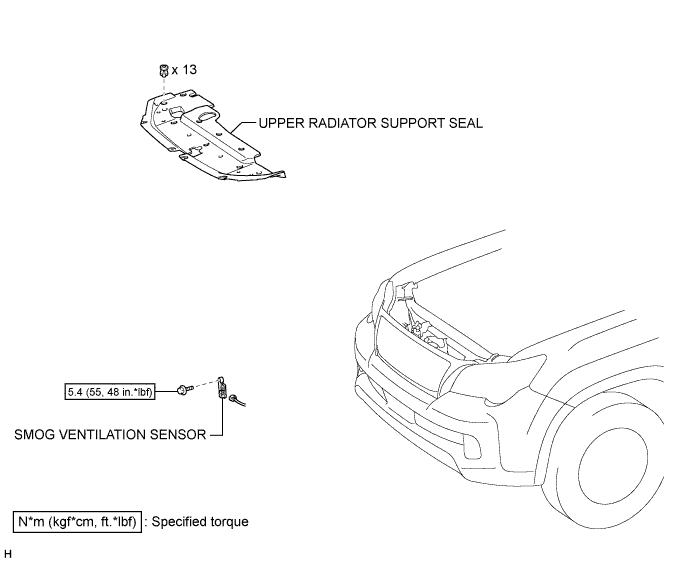 x 13
UPPER RADIATOR SUPPORT SEAL
5.4 (55, 48 in.*lbf)
SMOG VENTILATION SENSOR
N*m (kgf*cm, ft.*lbf) : Specified torque
H